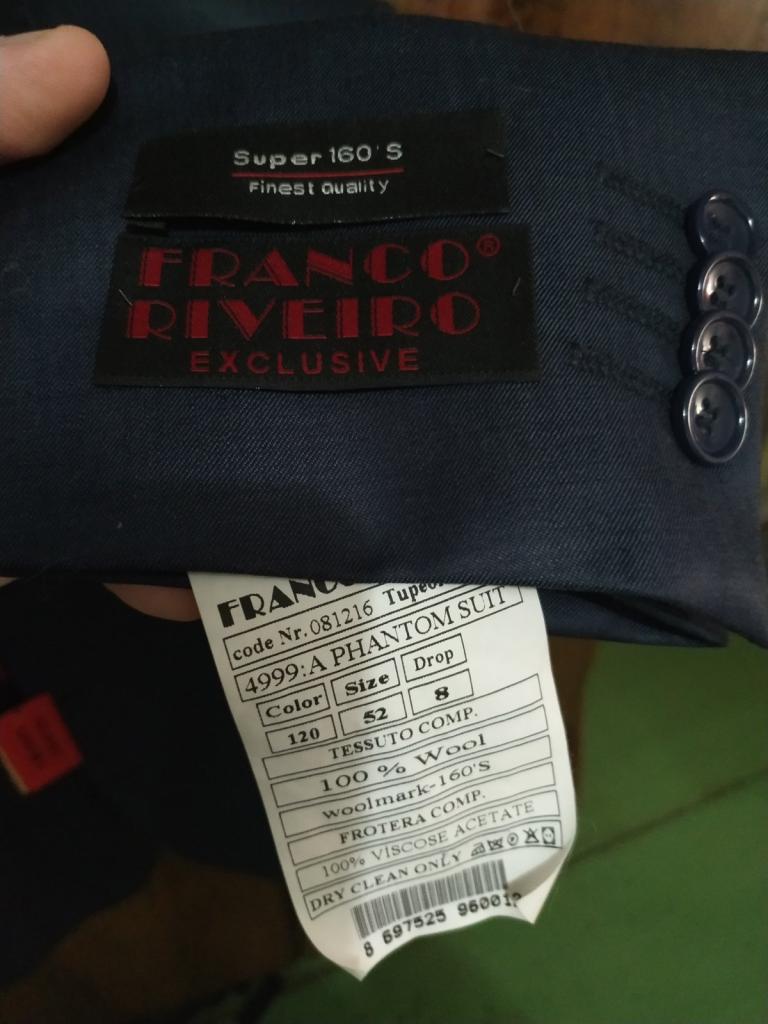 Super 160'S
Finest Quality
FRANCO®
RIVEIRO
EXCLUSIVE
code Nr. 081216
4999:A PHANTOM SUIT
Color Size Drop
120 52 8
TESSUTO COMP.
100 % Wool
woolmark-160'S
FROTERA COMP.
100% VISCOSE ACETATE
DRY CLEAN ONLY
8 697525 960012